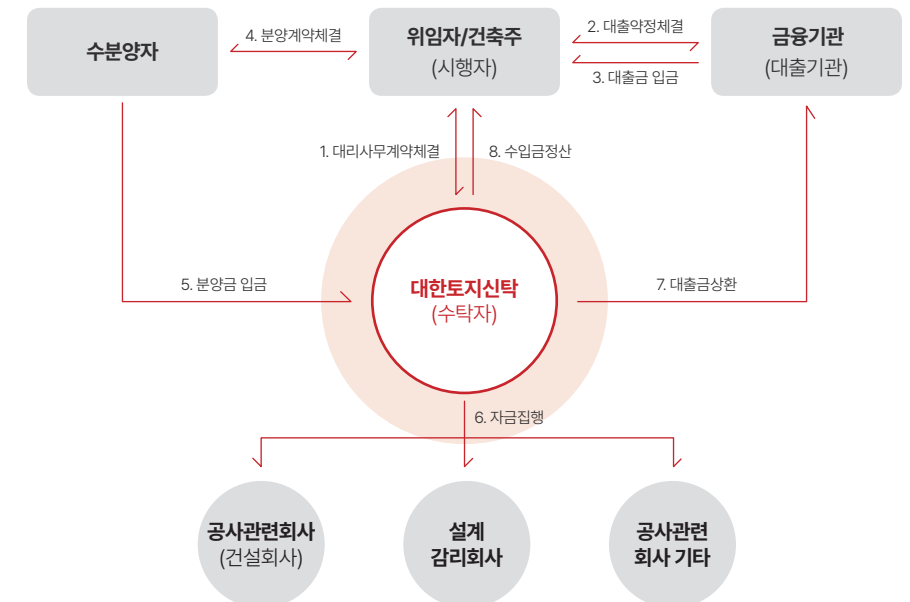 수분양자
4. 분양계약체결
위임자/건축주
(시행자)
2. 대출약정체결
3. 대출금 입금
금융기관
(대출기관)
1. 대리사무계약체결
8. 수입금정산
5. 분양금 입금
대한토지신탁
(수탁자)
7. 대출금상환
6. 자금집행
공사관련회사
(건설회사)
설계
감리회사
공사관련
회사 기타